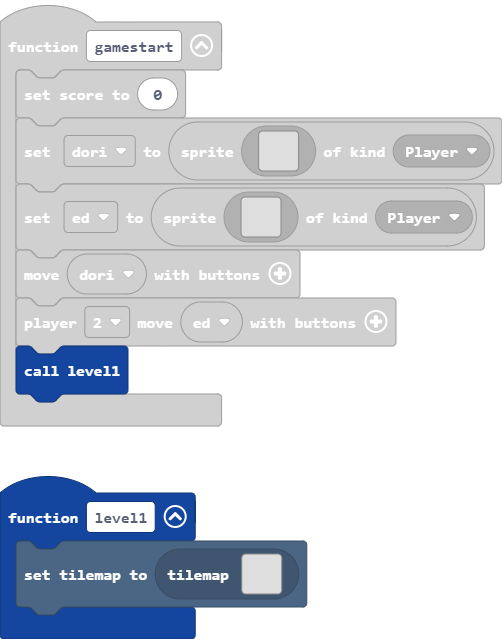 function gamestart
set score to 0
set dori to sprite of kind Player
set ed to sprite of kind Player
move dori with buttons
player 2 move ed with buttons
call level1
function level1
set tilemap to tilemap